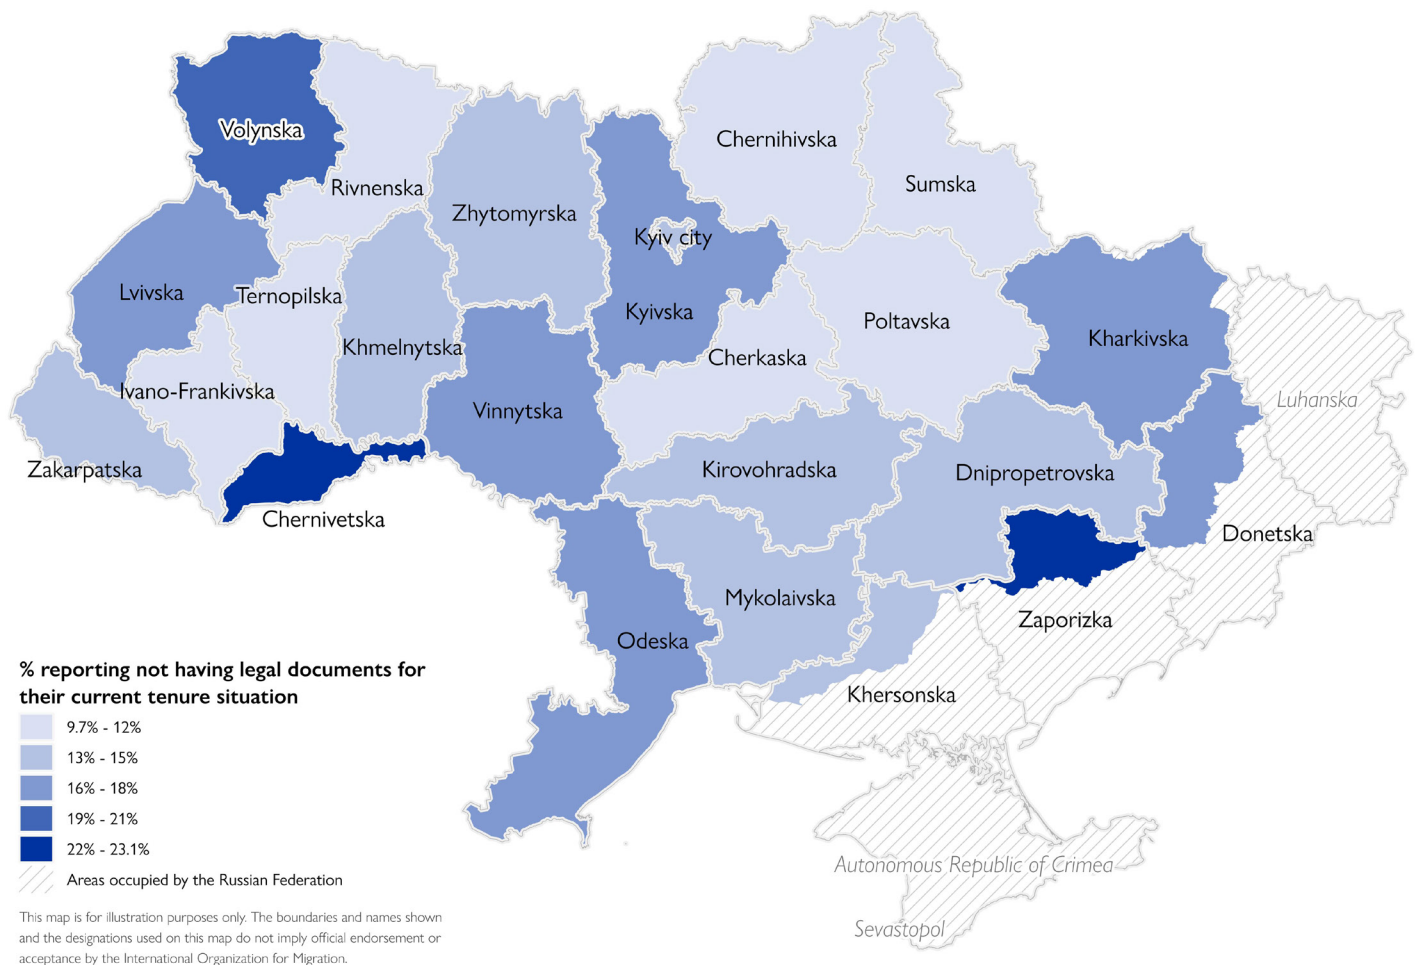 Volynska
Chernihivska
Rivnenska
Sumska
Zhytomyrska
Kyiv city
Lvivska
Ternopilska
Kyivska
Poltavska
Kharkivska
Khmelnytska
Cherkaska
Ivano-Frankivska
Luhanska
Vinnytska
Zakarpatska
Kirovohradska
Dnipropetrovska
Chernivetska
Donetska
Mykolaivska
Zaporizka
Odeska
Khersonska
Autonomous Republic of Crimea
Sevastopol
% reporting not having legal documents for
their current tenure situation
9.7% - 12%
13% - 15%
16% - 18%
19% - 21%
22% - 23.1%
Areas occupied by the Russian Federation
This map is for illustration purposes only. The boundaries and names shown
and the designations used on this map do not imply official endorsement or
acceptance by the International Organization for Migration.